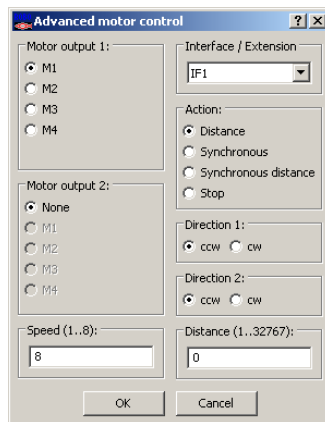 Advanced motor control
Motor output 1:
M1
M2
M3
M4
Interface / Extension
IF1
Action:
Distance
Synchronous
Synchronous distance
Stop
Motor output 2:
None
M1
M2
M3
M4
Direction 1:
ccw cw
Direction 2:
ccw cw
Speed (1..8):
8
Distance (1..32767):
0
OK Cancel